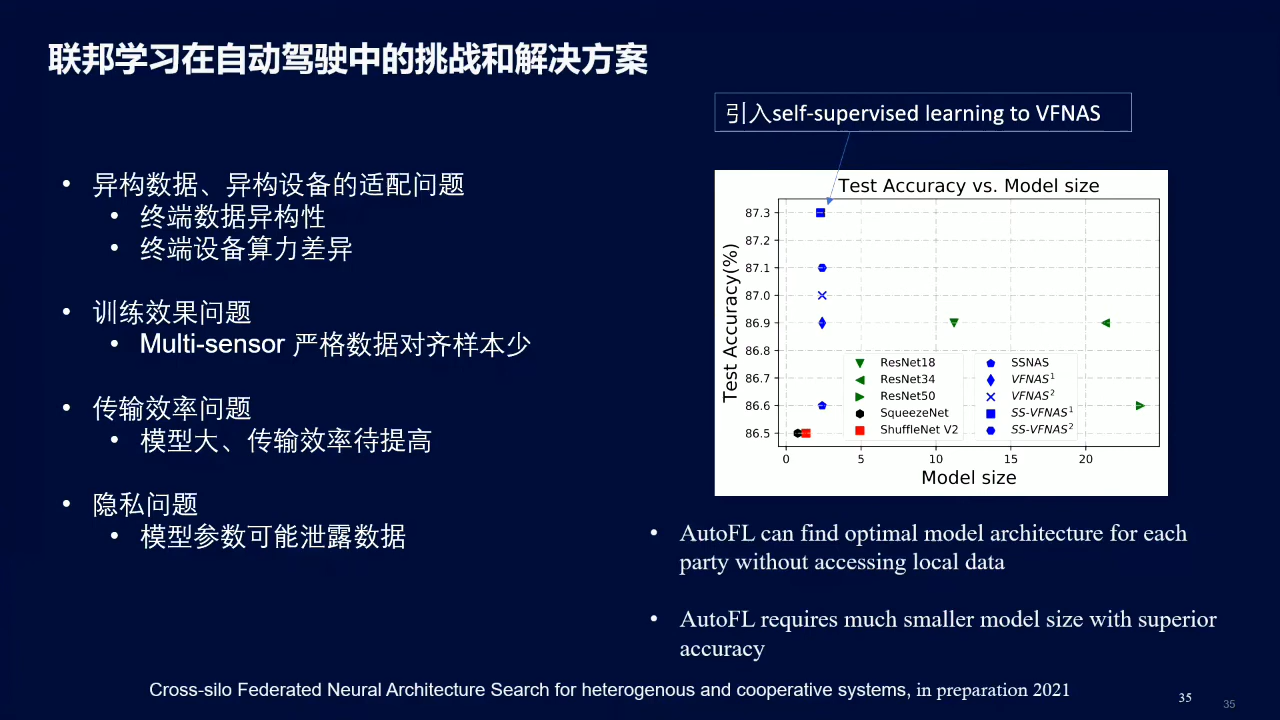 联邦学习在自动驾驶中的挑战和解决方案
引入self-supervised learning to VFNAS
• 异构数据、异构设备的适配问题
• 终端数据异构性
• 终端设备算力差异
• 训练效果问题
• Multi-sensor 严格数据对齐样本少
• 传输效率问题
• 模型大、传输效率待提高
• 隐私问题
• 模型参数可能泄露数据
Test Accuracy vs. Model size
Test Accuracy(%)
87.3
87.2
87.1
87.0
86.9
86.8
86.7
86.6
86.5
ResNet18
ResNet34
ResNet50
SqueezeNet
ShuffleNet V2
SSNAS
VFNAS¹
VFNAS²
SS-VFNAS¹
SS-VFNAS²
0 5 10 15 20
Model size
• AutoFL can find optimal model architecture for each
party without accessing local data
• AutoFL requires much smaller model size with superior
accuracy
Cross-silo Federated Neural Architecture Search for heterogenous and cooperative systems, in preparation 2021
35
35